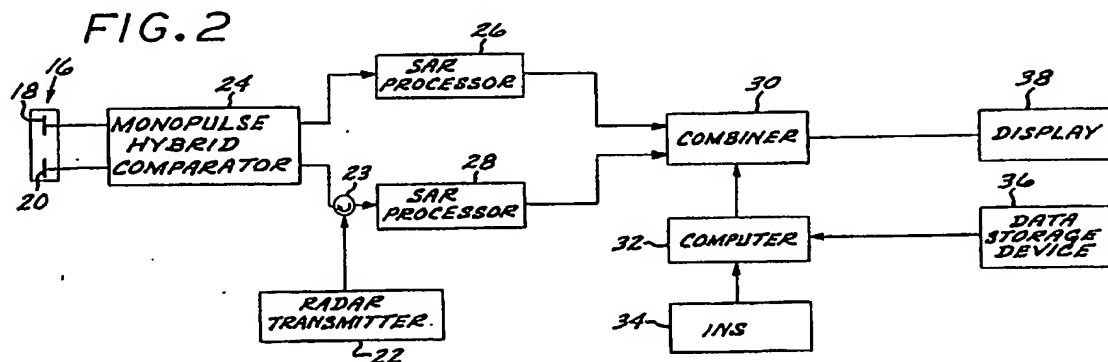 FIG. 2
16
18
20
24
MONOPULSE
HYBRID
COMPARATOR
26
SAR
PROCESSOR
23
28
SAR
PROCESSOR
RADAR
TRANSMITTER.
22
30
COMBINER
32
COMPUTER
34
INS
38
DISPLAY
36
DATA
STORAGE
DEVICE